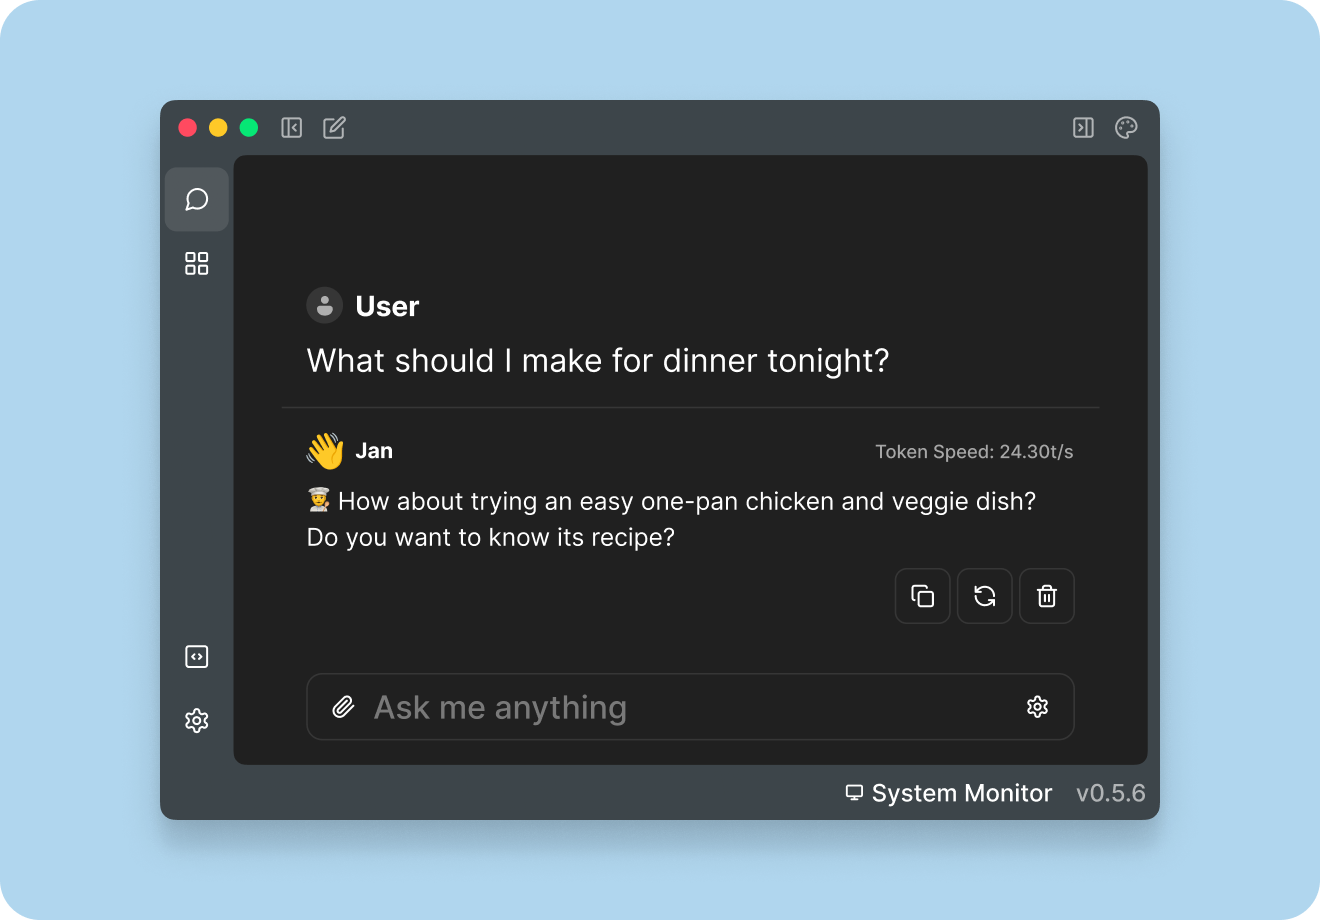 User
What should I make for dinner tonight?
Jan
Token Speed: 24.30t/s
How about trying an easy one-pan chicken and veggie dish?
Do you want to know its recipe?
Ask me anything
System Monitor v0.5.6